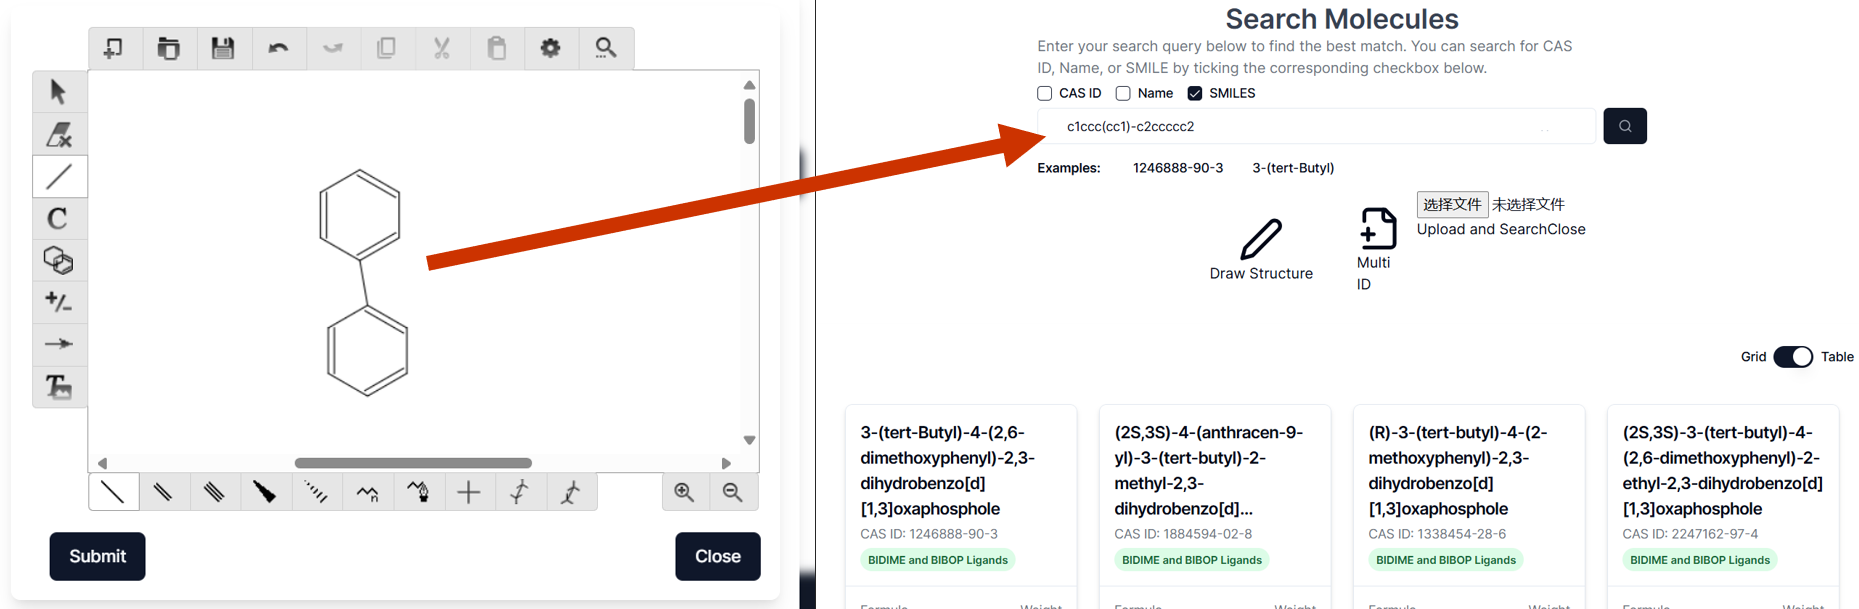 C
+/-
T
n
Submit
Close
Search Molecules
Enter your search query below to find the best match. You can search for CAS
ID, Name, or SMILE by ticking the corresponding checkbox below.
CAS ID Name SMILES
c1ccc(cc1)-c2ccccc2
Examples: 1246888-90-3 3-(tert-Butyl)
选择文件 未选择文件
Upload and SearchClose
Draw Structure
Multi
ID
Grid Table
3-(tert-Butyl)-4-(2,6-
dimethoxyphenyl)-2,3-
dihydrobenzo[d]
[1,3]oxaphosphole
CAS ID: 1246888-90-3
BIDIME and BIBOP Ligands
Formula Weight
(2S,3S)-4-(anthracen-9-
yl)-3-(tert-butyl)-2-
methyl-2,3-
dihydrobenzo[d]...
CAS ID: 1884594-02-8
BIDIME and BIBOP Ligands
Formula Weight
(R)-3-(tert-butyl)-4-(2-
methoxyphenyl)-2,3-
dihydrobenzo[d]
[1,3]oxaphosphole
CAS ID: 1338454-28-6
BIDIME and BIBOP Ligands
Formula Weight
(2S,3S)-3-(tert-butyl)-4-
(2,6-dimethoxyphenyl)-2-
ethyl-2,3-dihydrobenzo[d]
[1,3]oxaphosphole
CAS ID: 2247162-97-4
BIDIME and BIBOP Ligands
Formula Weight